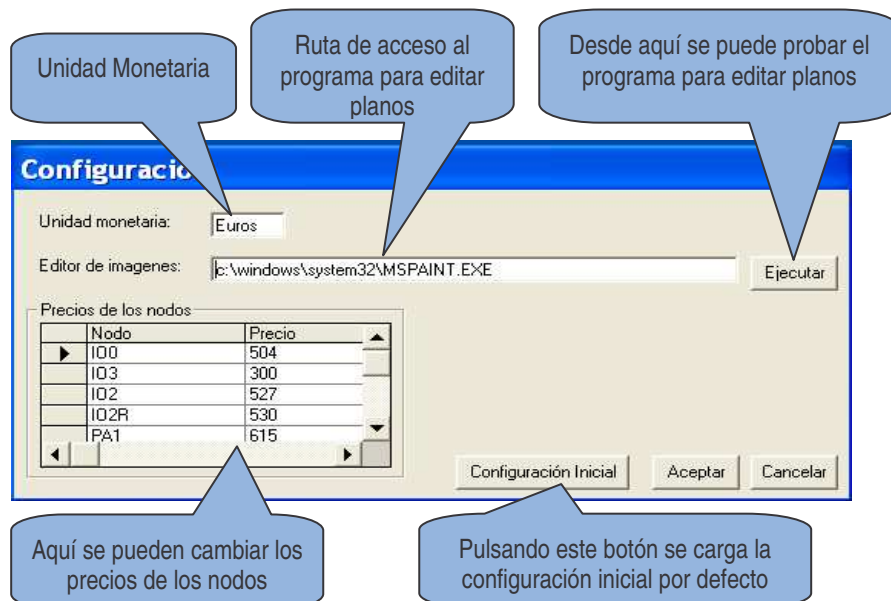 Unidad Monetaria
Ruta de acceso al
programa para editar
planos
Desde aquí se puede probar el
programa para editar planos
Configuracio
Unidad monetaria:
Euros
Editor de imagenes:
c:\windows\system32\MSPAINT.EXE
Ejecutar
Precios de los nodos
Nodo Precio
IO0 504
IO3 300
IO2 527
IO2R 530
PA1 615
Configuración Inicial
Aceptar
Cancelar
Aquí se pueden cambiar los
precios de los nodos
Pulsando este botón se carga la
configuración inicial por defecto